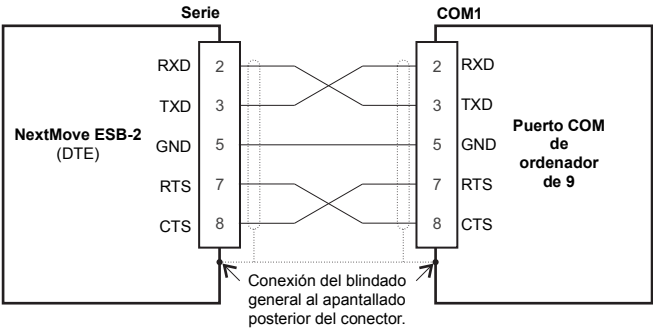 Serie
COM1
RXD 2
2 RXD
TXD 3
3 TXD
NextMove ESB-2
(DTE)
GND 5
5 GND
RTS 7
7 RTS
CTS 8
8 CTS
Puerto COM
de
ordenador
de 9
Conexión del blindado
general al apantallado
posterior del conector.